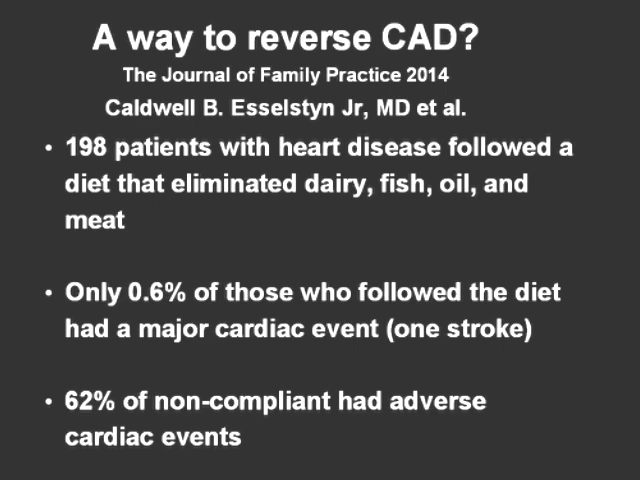 A way to reverse CAD?
The Journal of Family Practice 2014
Caldwell B. Esselstyn Jr, MD et al.
• 198 patients with heart disease followed a
diet that eliminated dairy, fish, oil, and
meat
• Only 0.6% of those who followed the diet
had a major cardiac event (one stroke)
• 62% of non-compliant had adverse
cardiac events